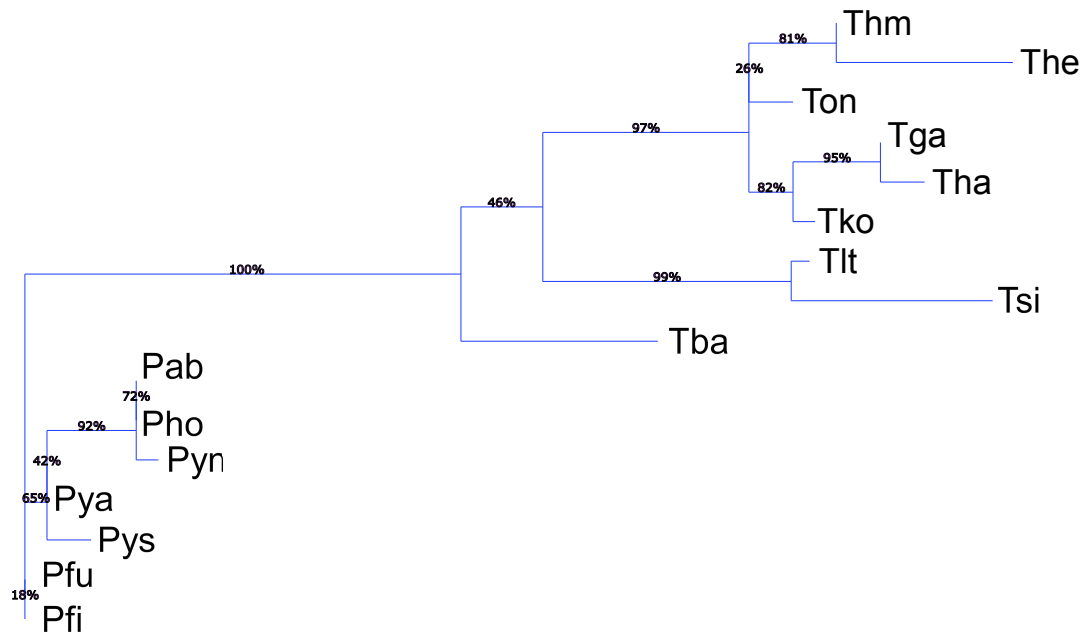 Thm
81%
The
26%
Ton
97%
Tga
95%
Tha
82%
Tko
46%
Tlt
100%
99%
Tsi
Tba
Pab
72%
92%
Pho
42%
Pyn
65%
Pya
Pys
Pfu
18%
Pfi